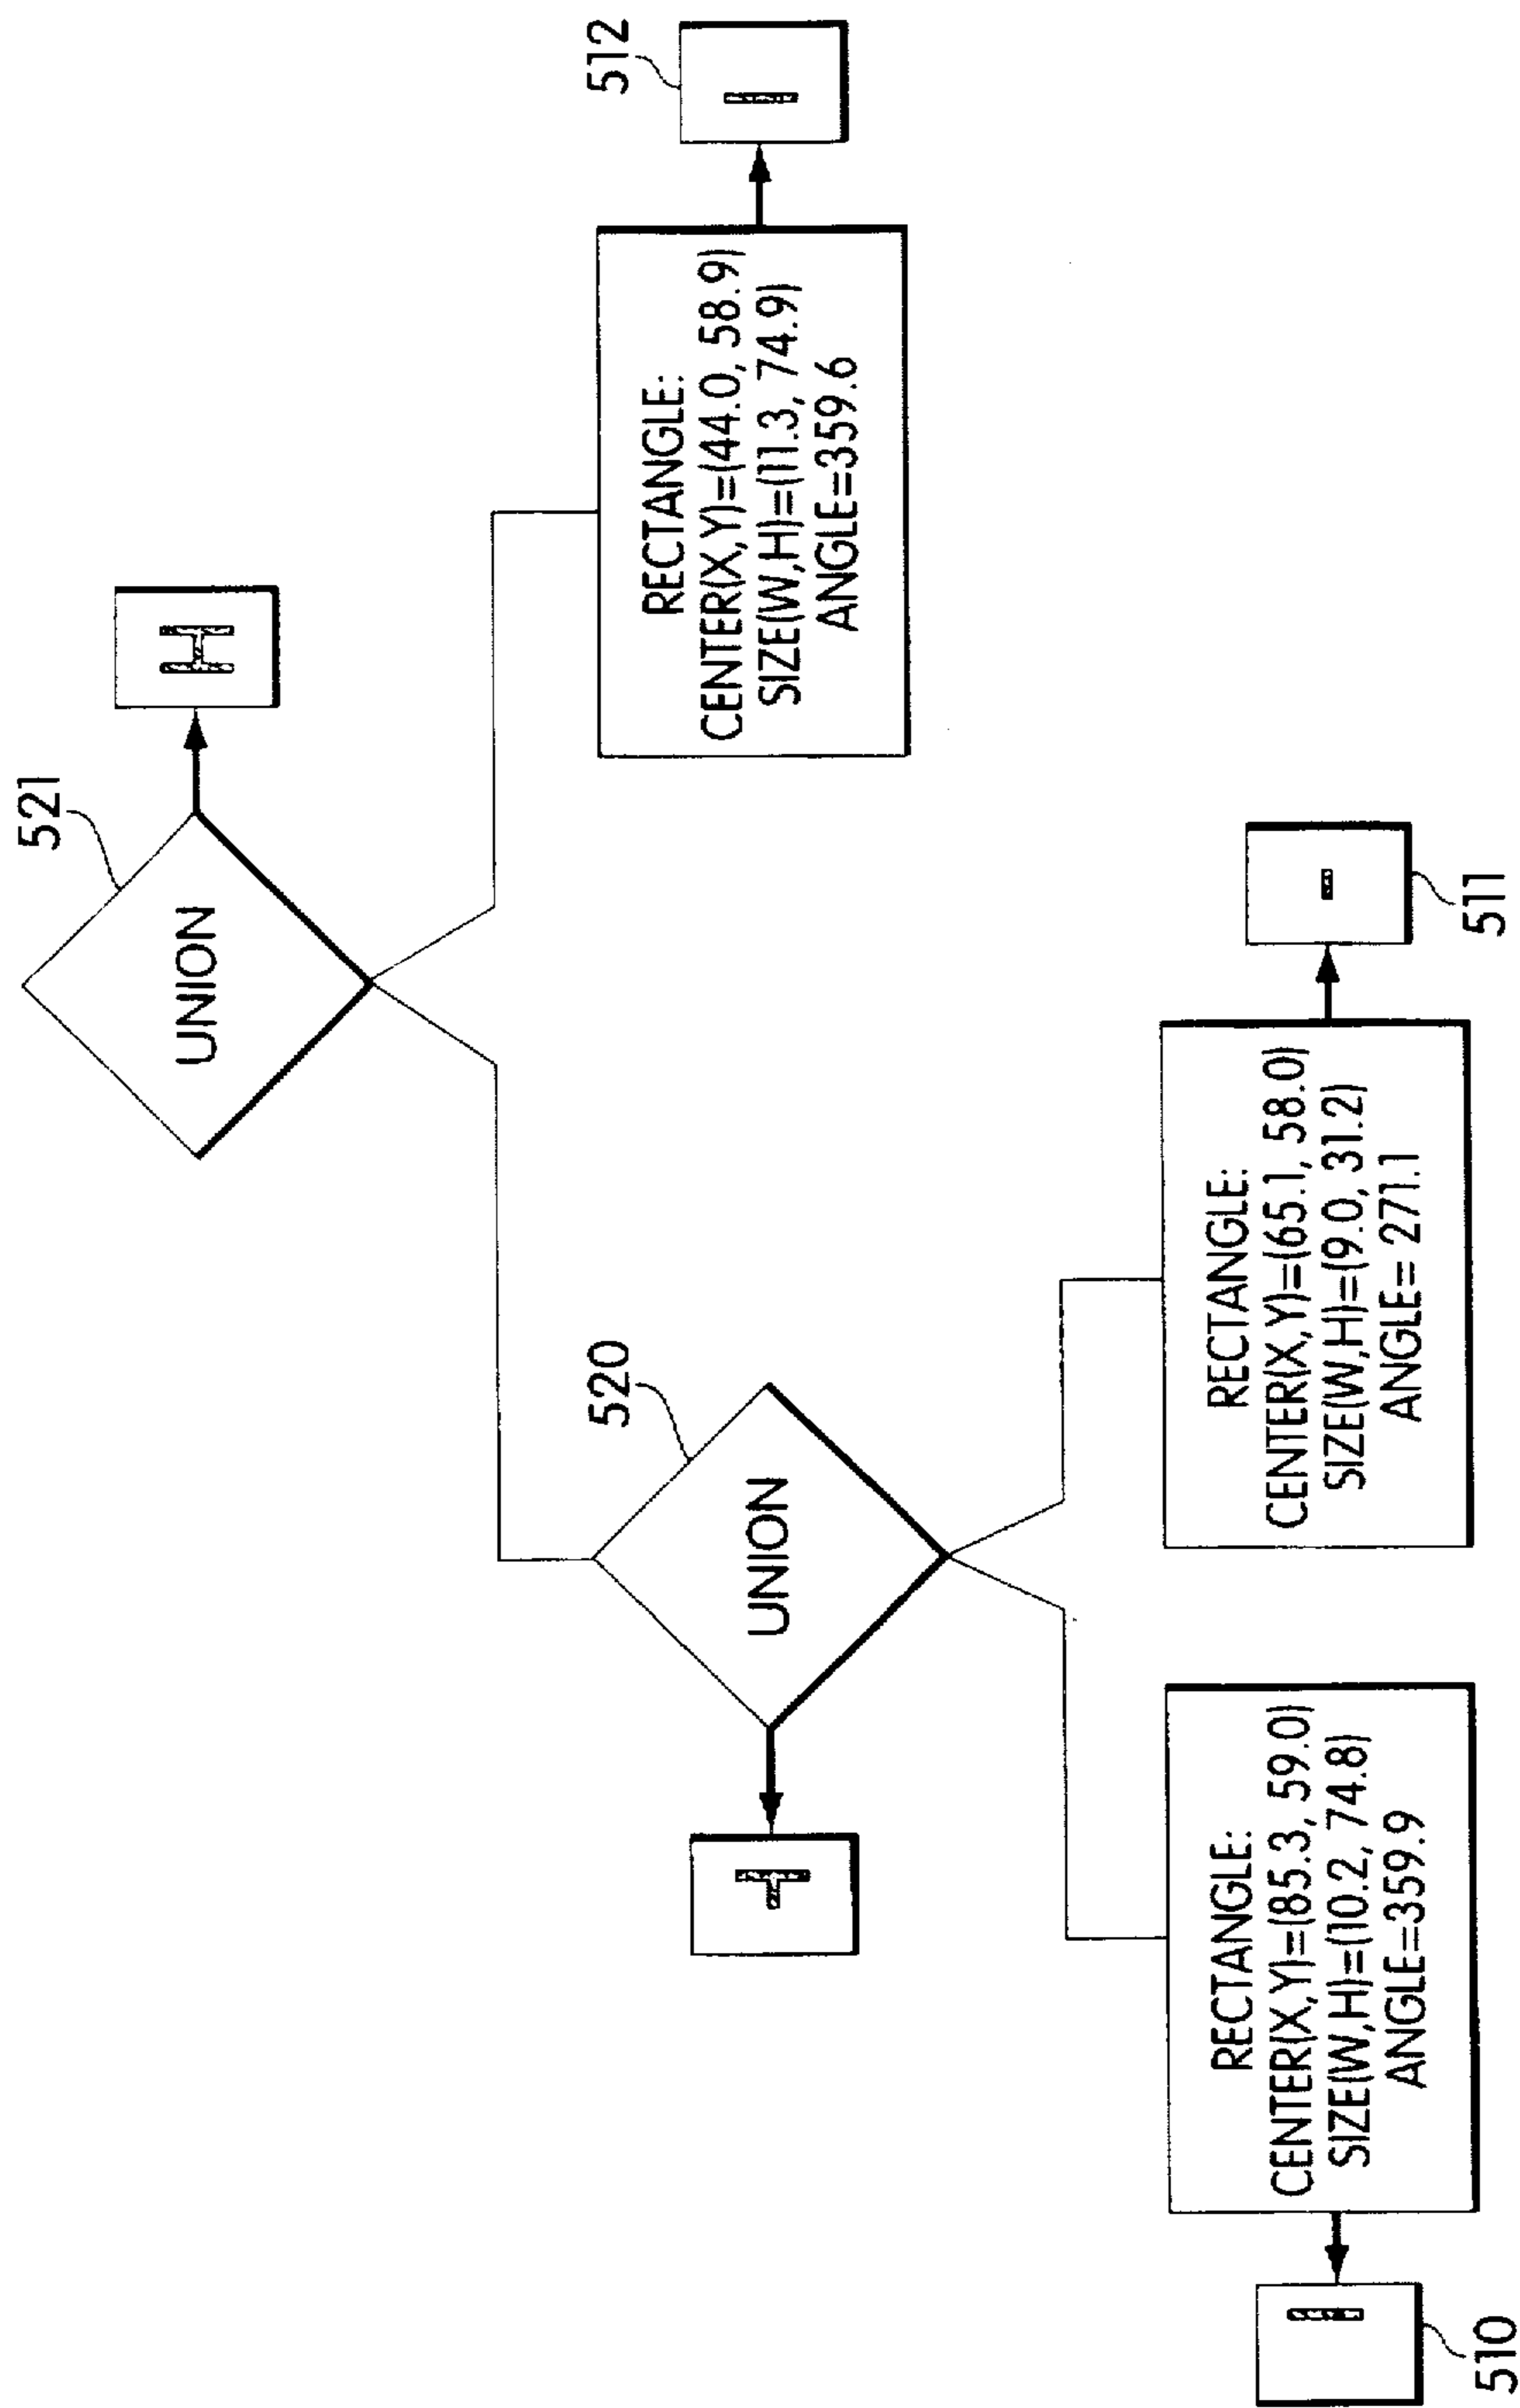 521
UNION
H
512
RECTANGLE:
CENTER(X,Y)=(44.0, 58.9)
SIZE(W,H)=(11.3, 74.9)
ANGLE=359.6
520
UNION
RECTANGLE:
CENTER(X,Y)=(85.3, 59.0)
SIZE(W,H)=(10.2, 74.8)
ANGLE=359.9
510
RECTANGLE:
CENTER(X,Y)=(65.1, 58.0)
SIZE(W,H)=(9.0, 31.2)
ANGLE= 271.1
511